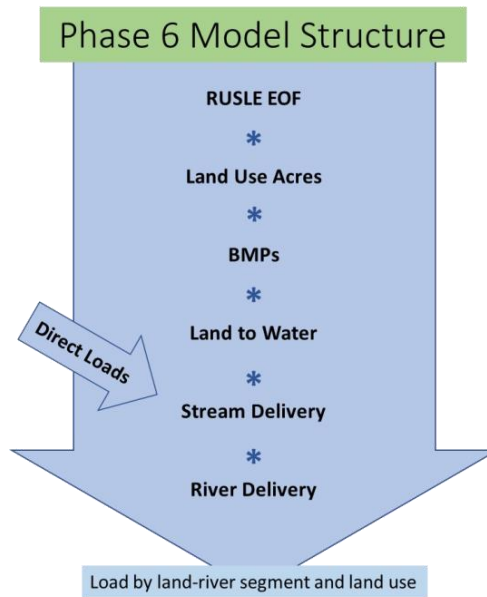 Phase 6 Model Structure
RUSLE EOF
*
Land Use Acres
*
BMPs
*
Land to Water
*
Direct Loads
Stream Delivery
*
River Delivery
Load by land-river segment and land use